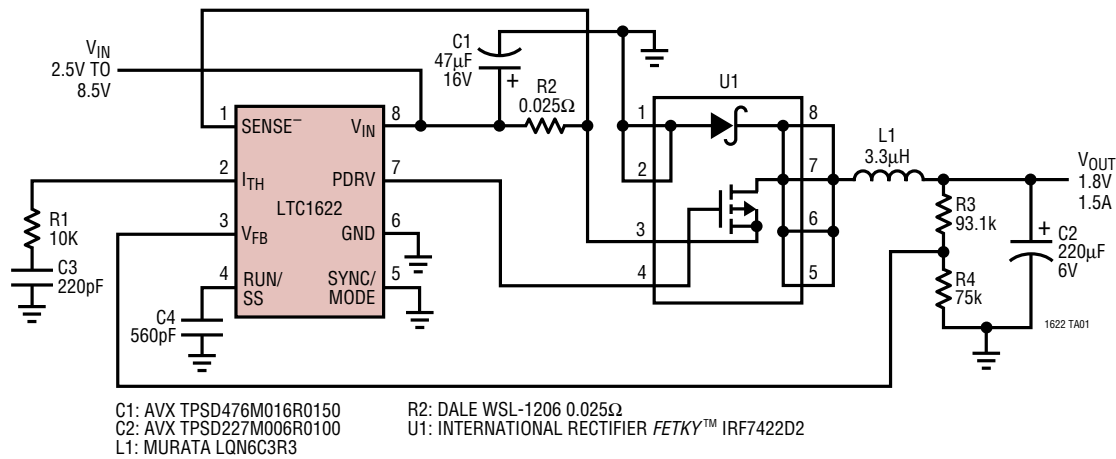 V_IN
2.5V TO
8.5V
C1
47µF
16V
+
R2
0.025Ω
U1
1
SENSE⁻
V_IN
8
2
I_TH
PDRV
7
LTC1622
3
V_FB
GND
6
4
RUN/
SS
SYNC/
MODE
5
R1
10K
C3
220pF
C4
560pF
1
2
3
4
8
7
6
5
L1
3.3µH
V_OUT
1.8V
1.5A
R3
93.1k
R4
75k
+
C2
220µF
6V
1622 TA01
C1: AVX TPSD476M016R0150
C2: AVX TPSD227M006R0100
L1: MURATA LQN6C3R3
R2: DALE WSL-1206 0.025Ω
U1: INTERNATIONAL RECTIFIER FETKY™ IRF7422D2